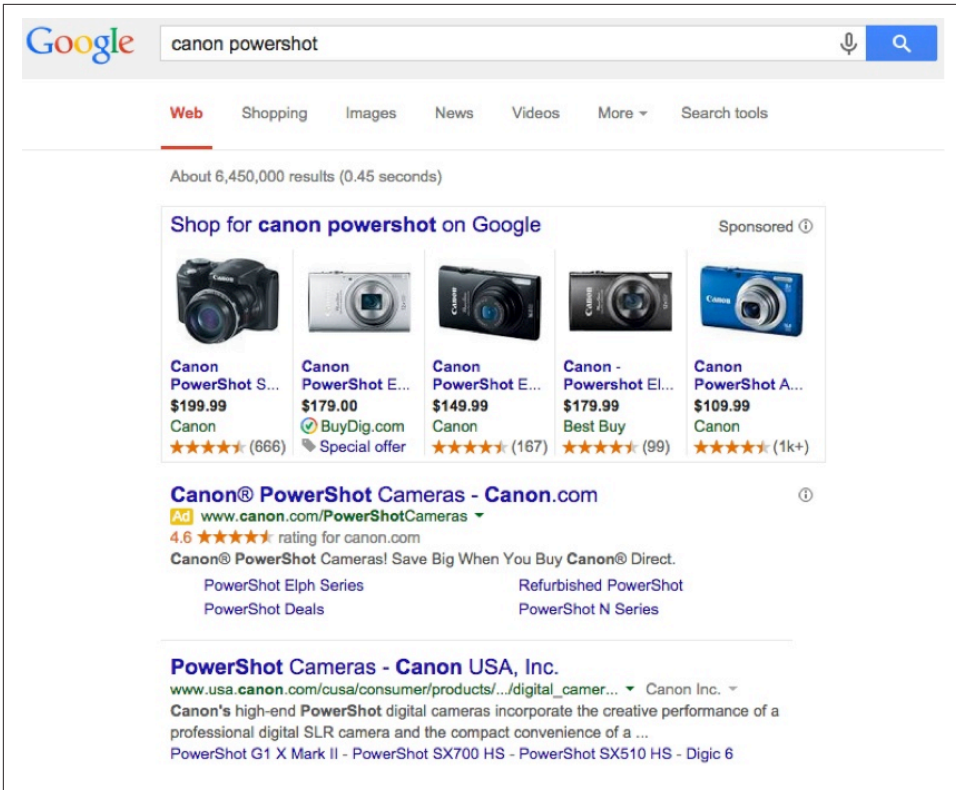 Google
canon powershot
Web Shopping Images News Videos More Search tools
About 6,450,000 results (0.45 seconds)
Shop for canon powershot on Google
Sponsored
Canon
PowerShot S...
$199.99
Canon
(666)
Canon
PowerShot E...
$179.00
BuyDig.com
Special offer
Canon
PowerShot E...
$149.99
Canon
(167)
Canon -
Powershot El...
$179.99
Best Buy
(99)
Canon
PowerShot A...
$109.99
Canon
(1k+)
Canon® PowerShot Cameras - Canon.com
Ad www.canon.com/PowerShotCameras
4.6 rating for canon.com
Canon® PowerShot Cameras! Save Big When You Buy Canon® Direct.
PowerShot Elph Series Refurbished PowerShot
PowerShot Deals PowerShot N Series
PowerShot Cameras - Canon USA, Inc.
www.usa.canon.com/cusa/consumer/products/.../digital_camer... Canon Inc.
Canon's high-end PowerShot digital cameras incorporate the creative performance of a
professional digital SLR camera and the compact convenience of a ...
PowerShot G1 X Mark II - PowerShot SX700 HS - PowerShot SX510 HS - Digic 6